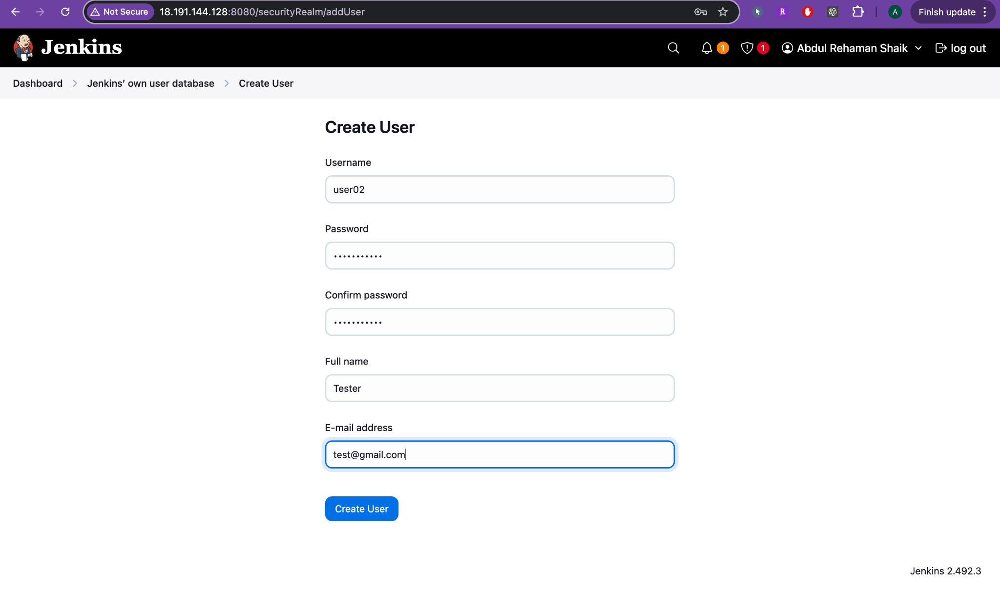 Not Secure 18.191.144.128:8080/securityRealm/addUser A Finish update
Jenkins 1 1 Abdul Rehaman Shaik log out
Dashboard Jenkins’ own user database Create User
Create User
Username
user02
Password
•••••••••••
Confirm password
•••••••••••
Full name
Tester
E-mail address
test@gmail.com
Create User
Jenkins 2.492.3